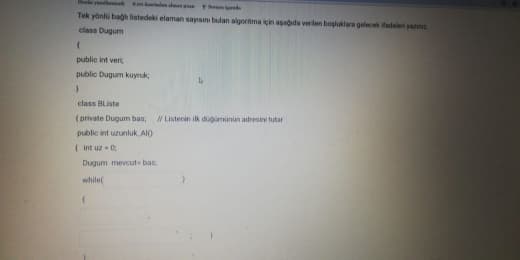 Tek yönlü bağlı listedeki elaman sayısını bulan algoritma için aşağıda verilen boşluklara gelecek ifadeleri yazınız.
class Dugum
{
public int veri;
public Dugum kuyruk;
}
class BListe
{ private Dugum bas; // Listenin ilk düğümünün adresini tutar
public int uzunluk_Al()
{ int uz = 0;
Dugum mevcut= bas;
while( )
{
; }
}